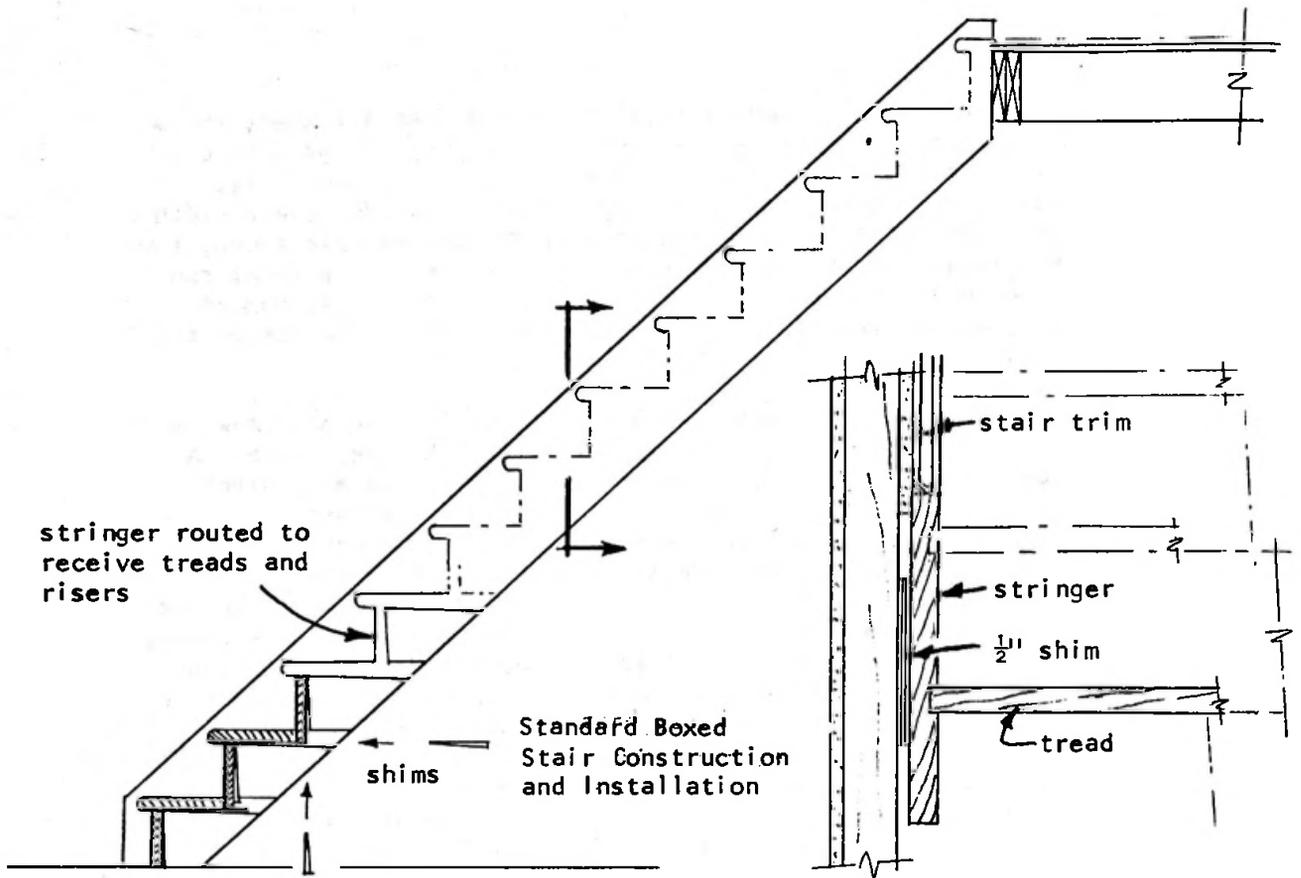 stringer routed to
receive treads and
risers
shims
Standard Boxed
Stair Construction
and Installation
stair trim
stringer
½" shim
tread